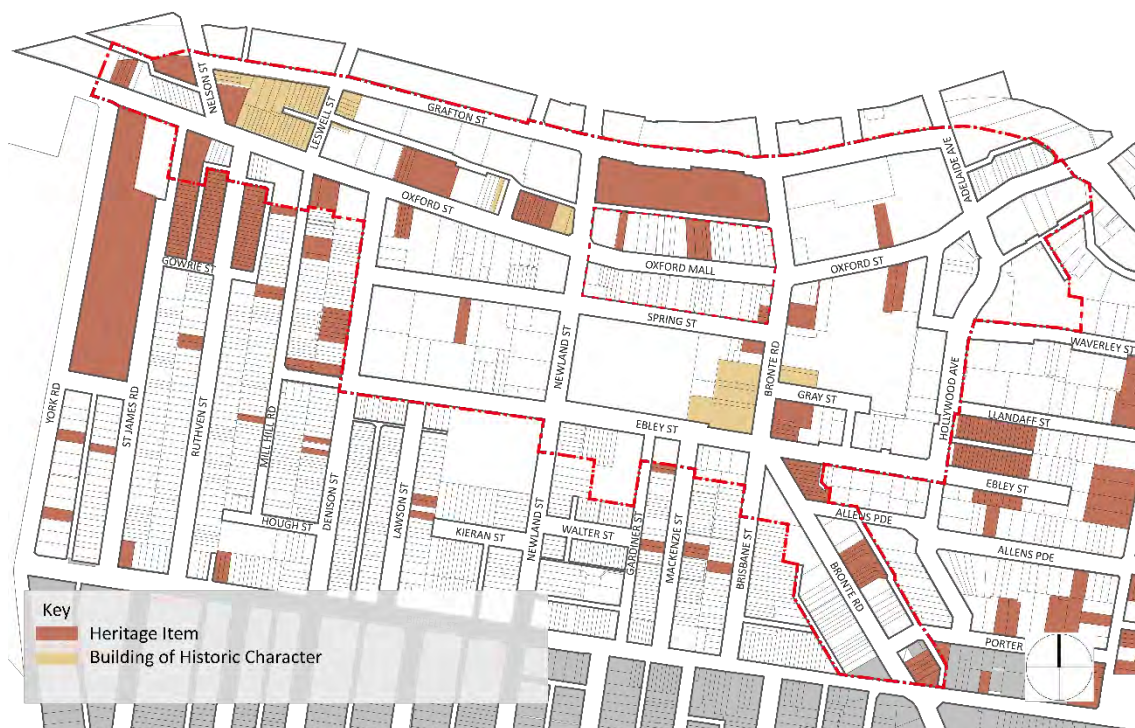 NELSON ST
LESWELL ST
GRAFTON ST
ADELAIDE AVE
OXFORD ST
OXFORD MALL
OXFORD ST
GOWRIE ST
SPRING ST
NEWLAND ST
BRONTE RD
WAVERLEY ST
HOLLYWOOD AVE
GRAY ST
LLANDAFF ST
YORK RD
ST JAMES RD
RUTHVEN ST
MILL HILL RD
EBLEY ST
EBLEY ST
DENISON ST
LAWSON ST
HOUGH ST
KIERAN ST
NEWLAND ST
WALTER ST
GARDINER ST
MACKENZIE ST
BRISBANE ST
ALLENS PDE
ALLENS PDE
BRONTE RD
PORTER
Key
Heritage Item
Building of Historic Character